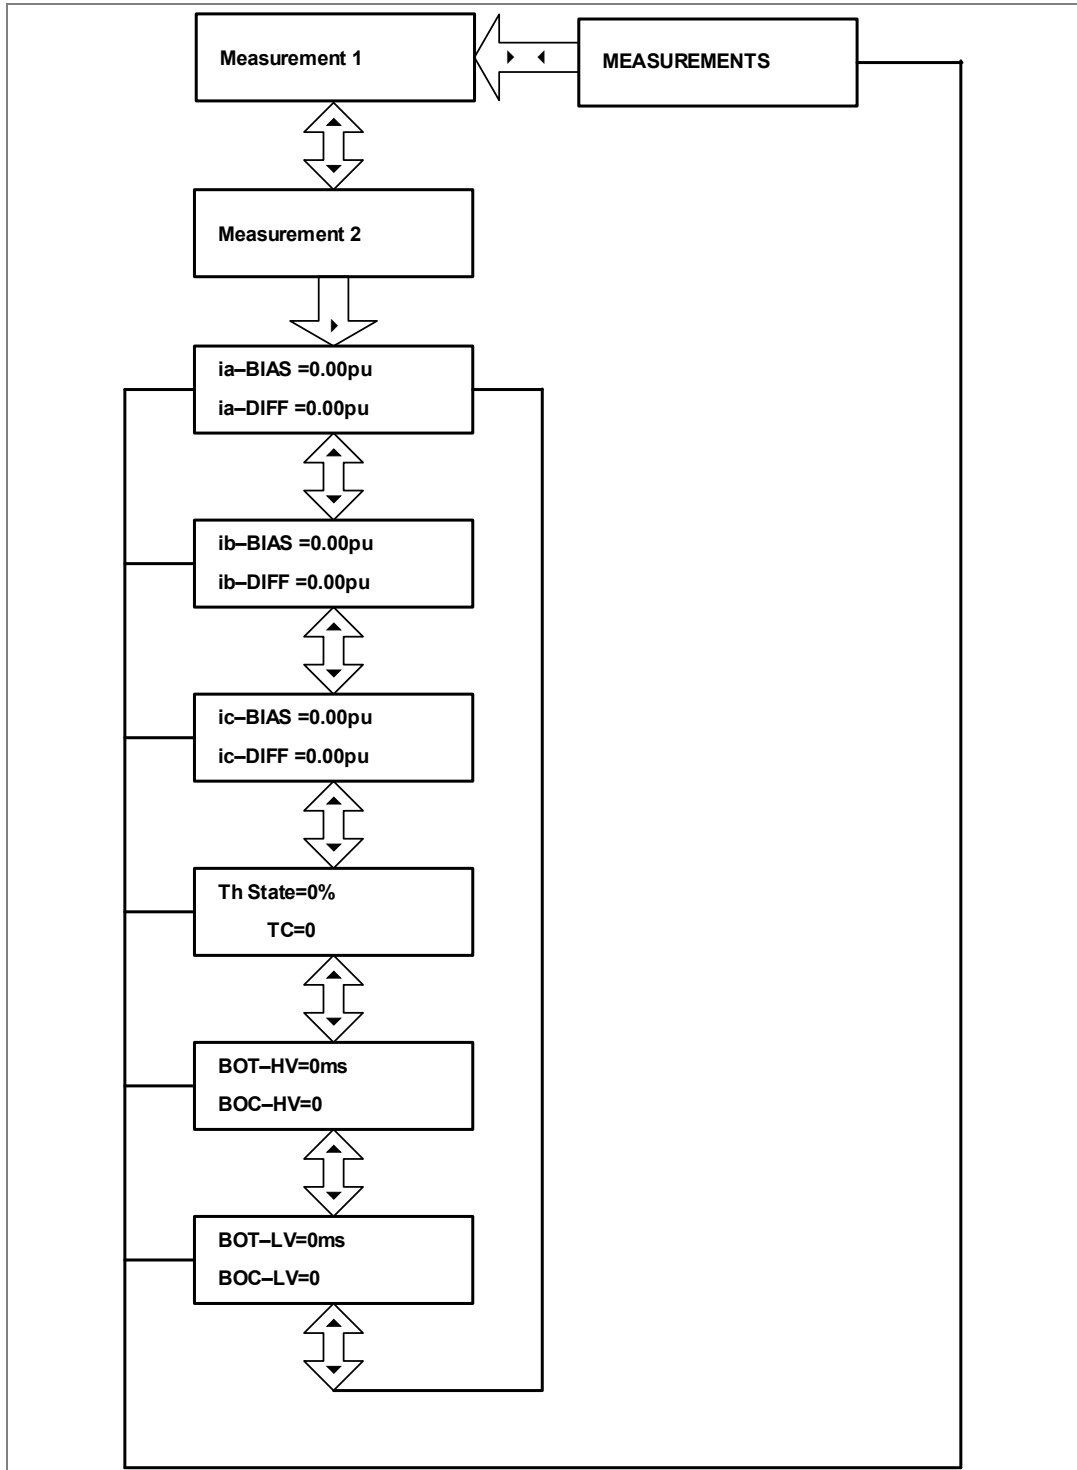 Measurement 1
MEASUREMENTS
Measurement 2
ia–BIAS =0.00pu
ia–DIFF =0.00pu
ib–BIAS =0.00pu
ib–DIFF =0.00pu
ic–BIAS =0.00pu
ic–DIFF =0.00pu
Th State=0%
TC=0
BOT–HV=0ms
BOC–HV=0
BOT–LV=0ms
BOC–LV=0